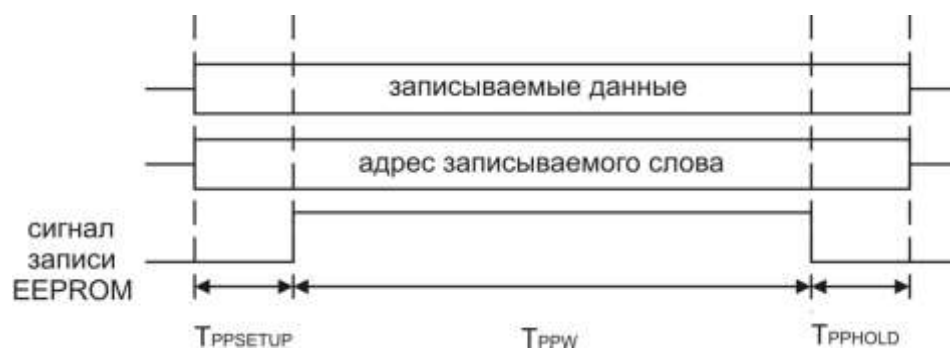 записываемые данные
адрес записываемого слова
сигнал
записи
EEPROM
TPPSETUP
TPPW
TPPHOLD